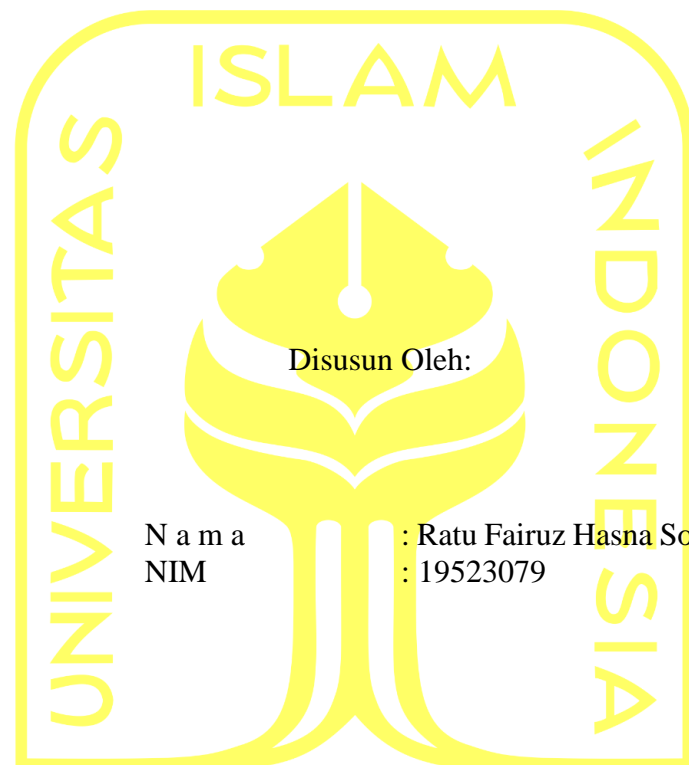 ISLAM
UNIVERSITAS
INDONESIA
Disusun Oleh:
N a m a : Ratu Fairuz Hasna So
NIM : 19523079